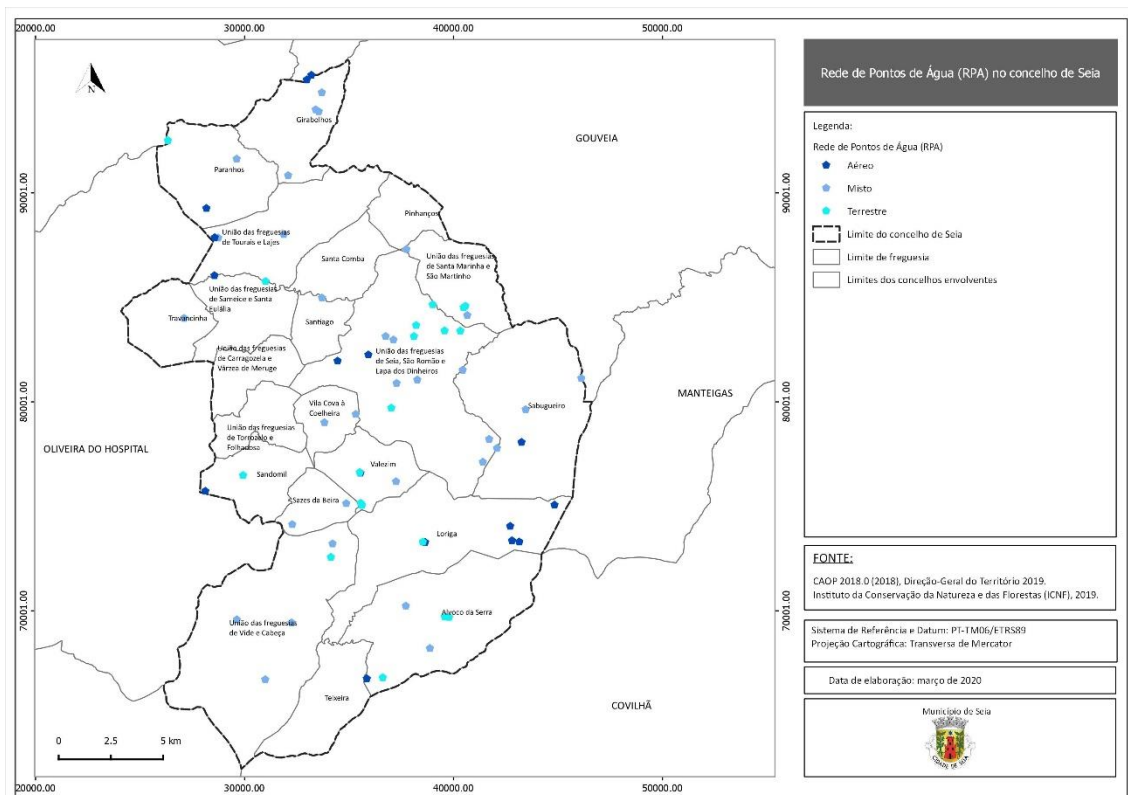 20000.00 30000.00 40000.00 50000.00
Rede de Pontos de Água (RPA) no concelho de Seia
N
Girabolhos
GOUVEIA
Paranhos
90001.00
90001.00
Pinhanços
União das freguesias
de Tourais e Lajes
Santa Comba
União das freguesias
de Santa Marinha e
São Martinho
União das freguesias
de Sameice e Santa
Eulália
Travancinha
Santiago
União das freguesias
de Carragozela e
Várzea de Meruge
União das freguesias
de Seia, São Romão e
Lapa dos Dinheiros
MANTEIGAS
80001.00
80001.00
Vila Cova à
Coelheira
Sabugueiro
União das freguesias
de Torrozelo e
Folhadosa
OLIVEIRA DO HOSPITAL
Sandomil
Valezim
Sazes da Beira
Loriga
70001.00
70001.00
Alvoco da Serra
União das freguesias
de Vide e Cabeça
Teixeira
COVILHÃ
0 2.5 5 km
20000.00 30000.00 40000.00 50000.00
Legenda:
Rede de Pontos de Água (RPA)
Aéreo
Misto
Terrestre
Limite do concelho de Seia
Limite de freguesia
Limites dos concelhos envolventes
FONTE:
CAOP 2018.0 (2018), Direção-Geral do Território 2019.
Instituto da Conservação da Natureza e das Florestas (ICNF), 2019.
Sistema de Referência e Datum: PT-TM06/ETRS89
Projeção Cartográfica: Transversa de Mercator
Data de elaboração: março de 2020
Município de Seia
CIDADE DE SEIA